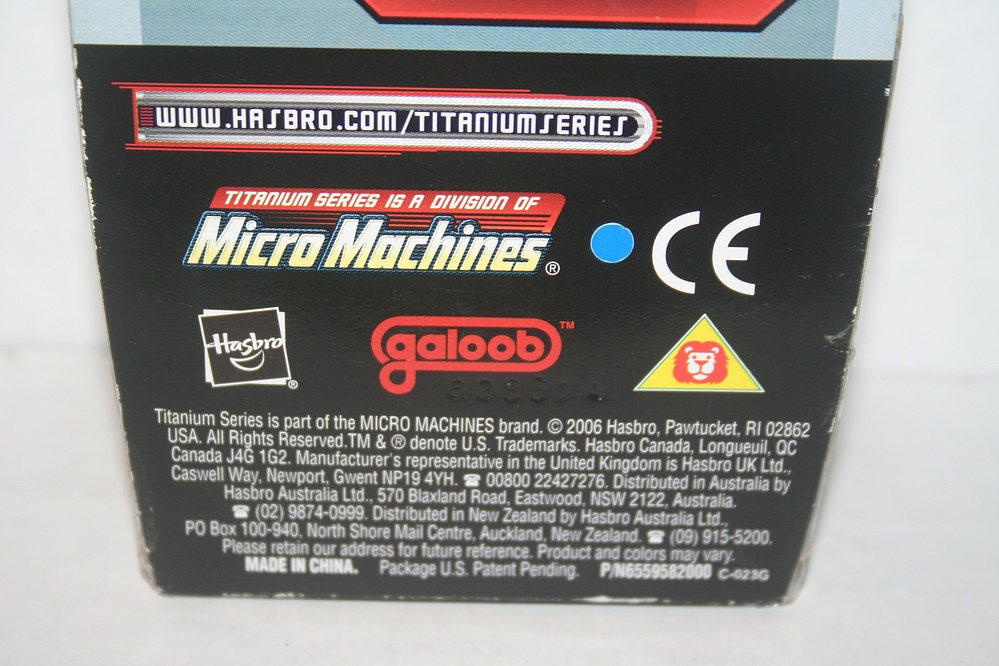 WWW.HASBRO.COM/TITANIUMSERIES
TITANIUM SERIES IS A DIVISION OF
Micro Machines®
CE
Hasbro®
galoob™
Titanium Series is part of the MICRO MACHINES brand. © 2006 Hasbro, Pawtucket, RI 02862
USA. All Rights Reserved.TM & ® denote U.S. Trademarks. Hasbro Canada, Longueuil, QC
Canada J4G 1G2. Manufacturer's representative in the United Kingdom is Hasbro UK Ltd.,
Caswell Way, Newport, Gwent NP19 4YH. ☎ 00800 22427276. Distributed in Australia by
Hasbro Australia Ltd., 570 Blaxland Road, Eastwood, NSW 2122, Australia.
☎ (02) 9874-0999. Distributed in New Zealand by Hasbro Australia Ltd.,
PO Box 100-940, North Shore Mail Centre, Auckland, New Zealand. ☎ (09) 915-5200.
Please retain our address for future reference. Product and colors may vary.
MADE IN CHINA. Package U.S. Patent Pending. P/N6559582000 C-023G